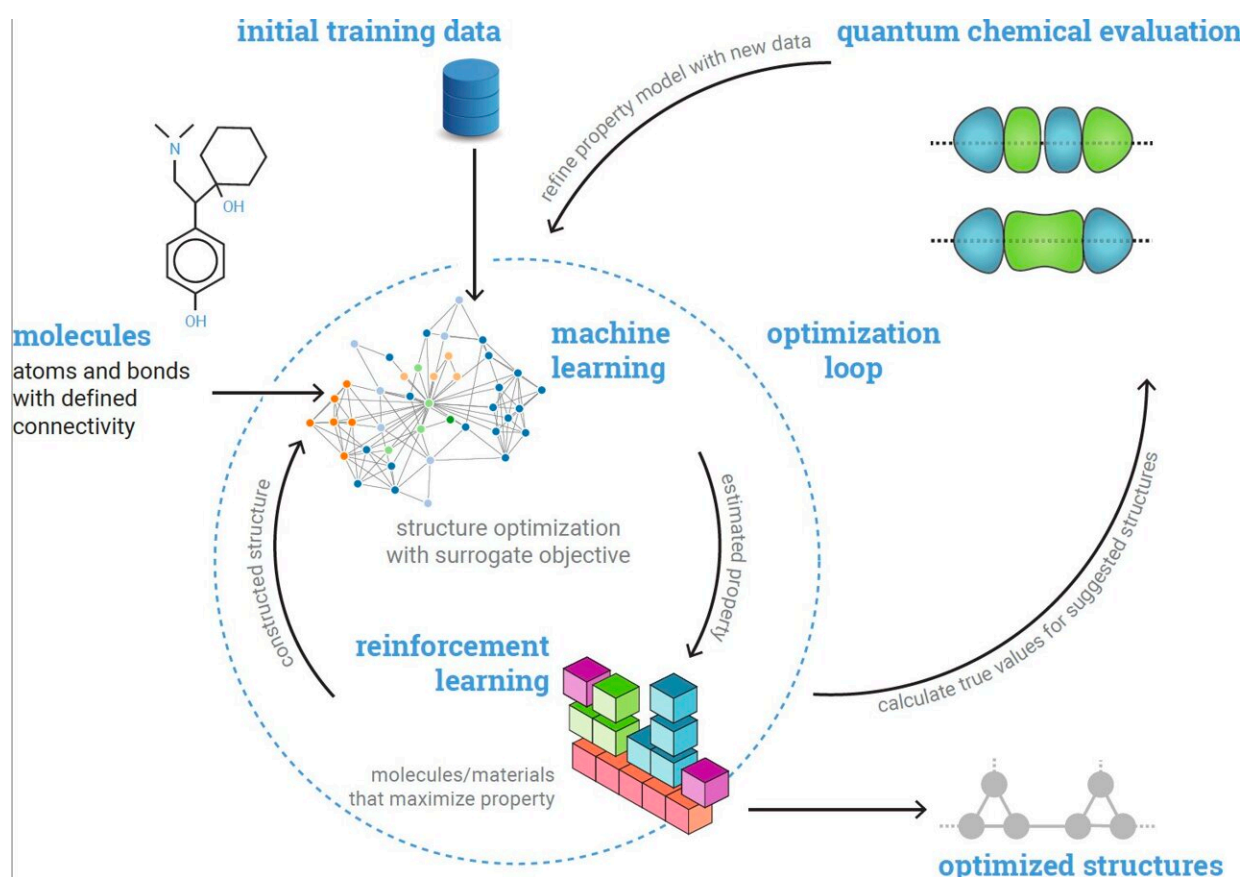 initial training data
quantum chemical evaluation
refine property model with new data
N
OH
OH
molecules
atoms and bonds
with defined
connectivity
machine
learning
optimization
loop
structure optimization
with surrogate objective
constructed structure
estimated property
calculate true values for suggested structures
reinforcement
learning
molecules/materials
that maximize property
optimized structures